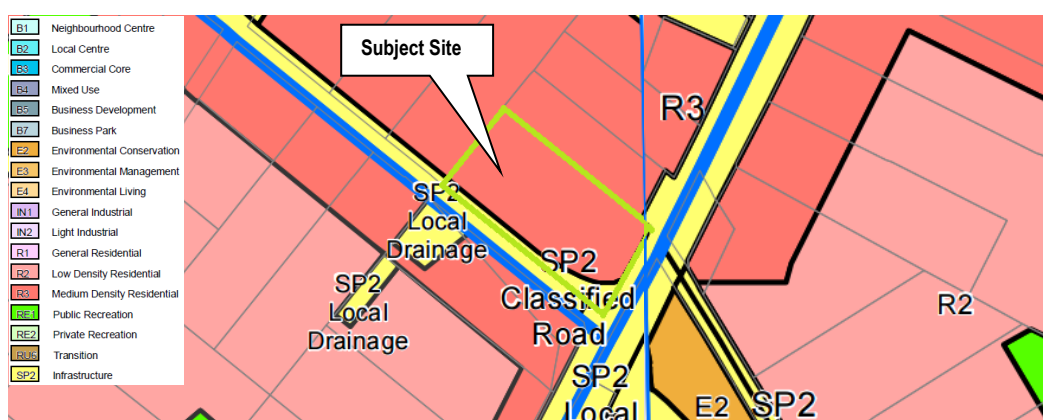 B1 Neighbourhood Centre
B2 Local Centre
B3 Commercial Core
B4 Mixed Use
B5 Business Development
B7 Business Park
E2 Environmental Conservation
E3 Environmental Management
E4 Environmental Living
IN1 General Industrial
IN2 Light Industrial
R1 General Residential
R2 Low Density Residential
R3 Medium Density Residential
RE1 Public Recreation
RE2 Private Recreation
RU6 Transition
SP2 Infrastructure
Subject Site
R3
SP2
Local
Drainage
SP2
Local
Drainage
SP2
Classified
Road
R2
SP2
Local
E2
SP2